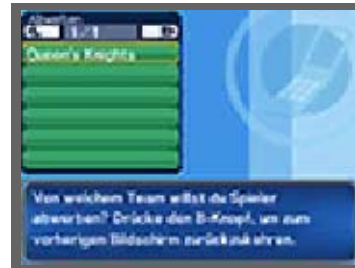 Abwerben
1/1
Queen's Knights
Von welchem Team willst du Spieler
abwerben? Drücke den B-Knopf, um zum
vorherigen Bildschirm zurückzukehren.